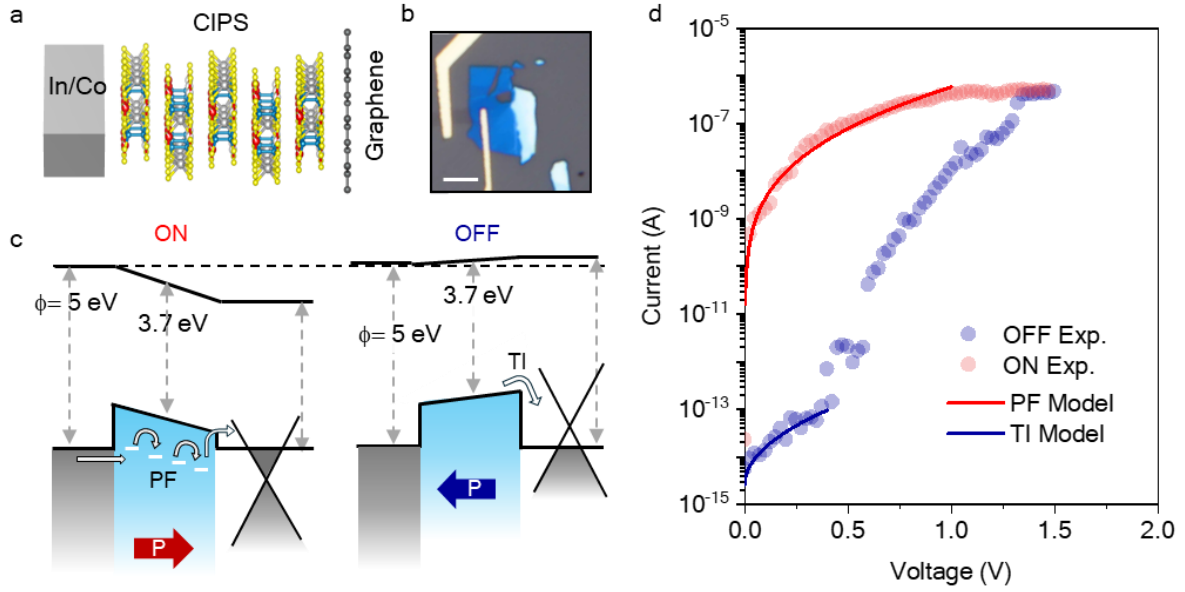 a
CIPS
In/Co
Graphene
b
c
ON
OFF
ϕ= 5 eV
3.7 eV
PF
P
ϕ= 5 eV
3.7 eV
TI
P
d
10⁻⁵
10⁻⁷
10⁻⁹
10⁻¹¹
10⁻¹³
10⁻¹⁵
Current (A)
OFF Exp.
ON Exp.
PF Model
TI Model
0.0 0.5 1.0 1.5 2.0
Voltage (V)